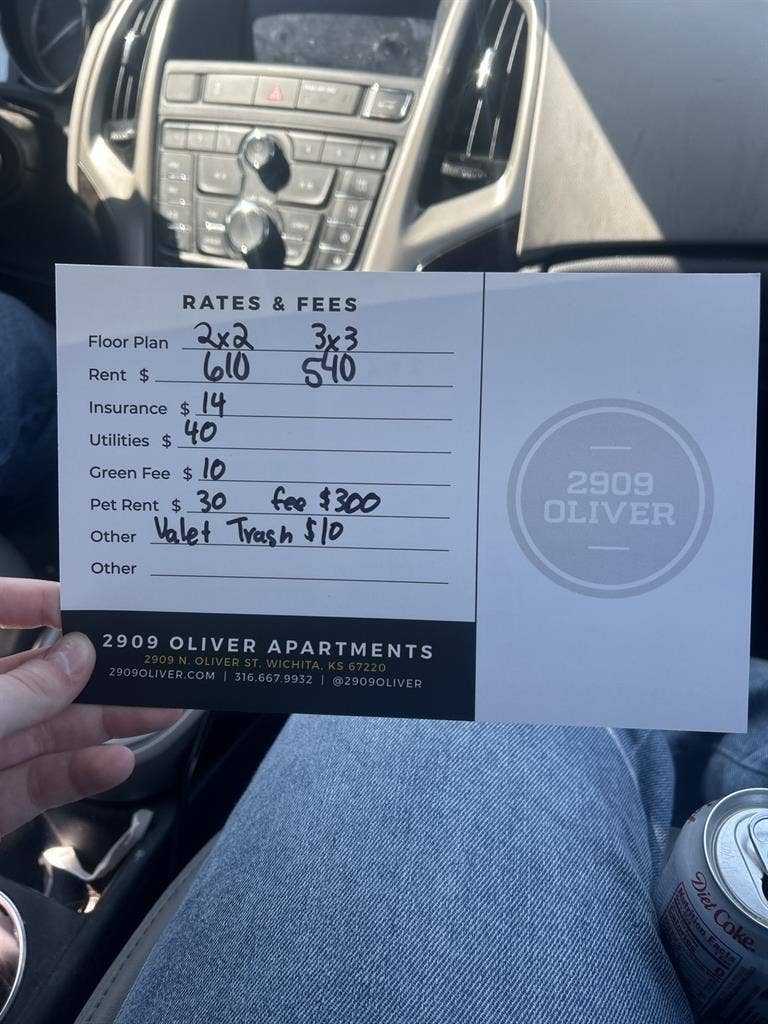 RATES & FEES
Floor Plan 2x2 3x3
Rent $ 610 540
Insurance $ 14
Utilities $ 40
Green Fee $ 10
Pet Rent $ 30 fee $300
Other Valet Trash $10
Other
2909 OLIVER APARTMENTS
2909 N. OLIVER ST. WICHITA, KS 67220
2909OLIVER.COM | 316.667.9932 | @2909OLIVER
2909
OLIVER
Diet Coke
Nutrition Facts